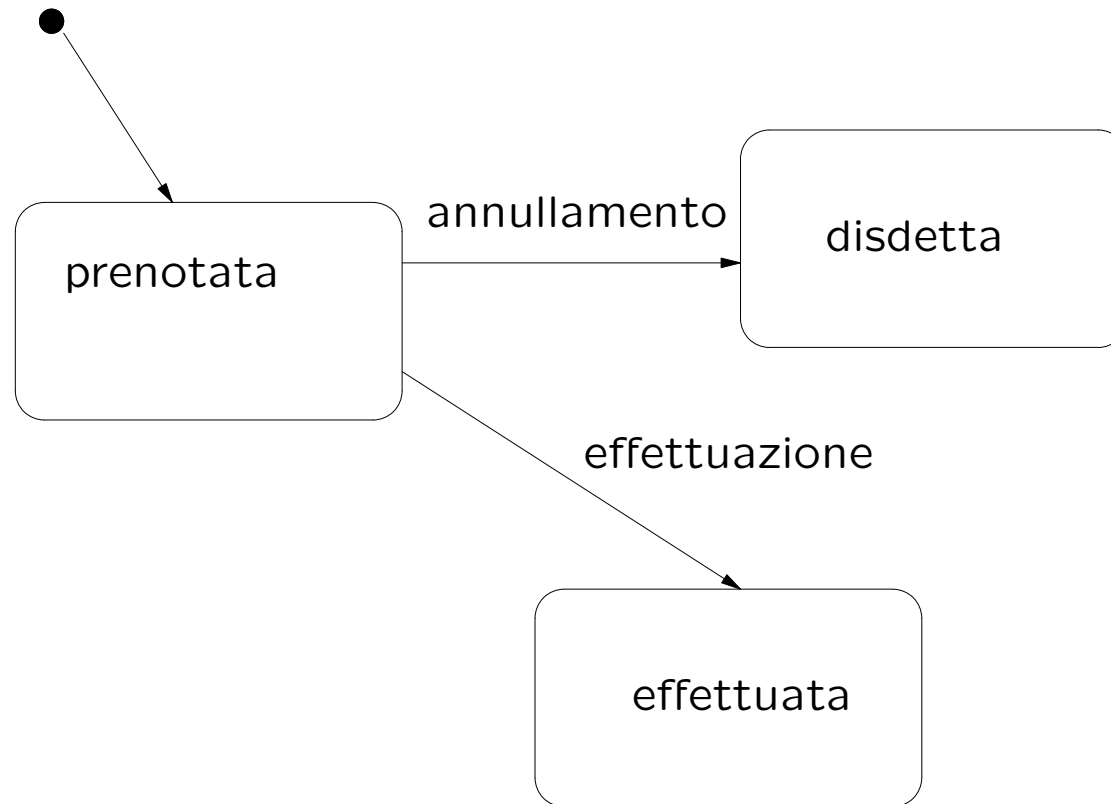 annullamento
disdetta
prenotata
effettuazione
effettuata